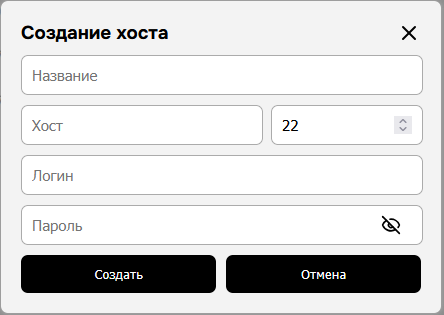 Создание хоста
Название
Хост 22
Логин
Пароль
Создать Отмена